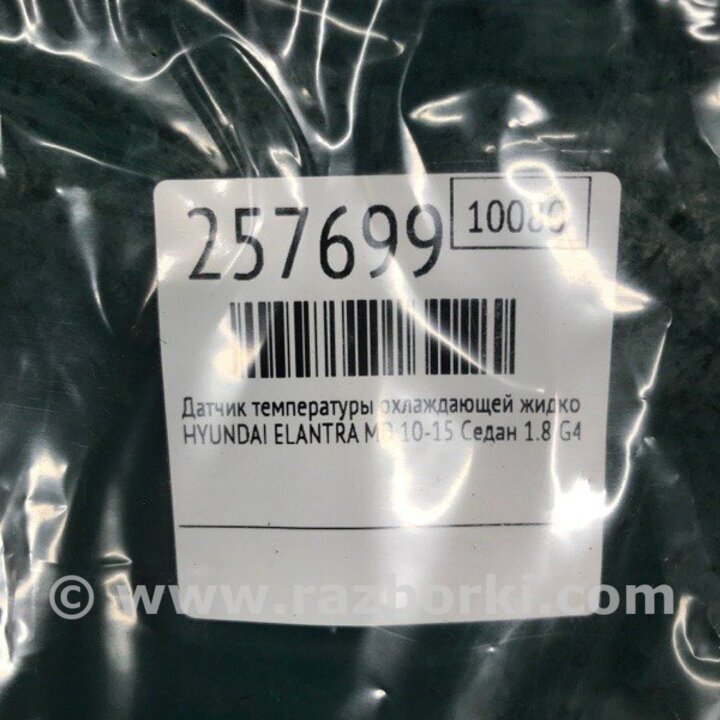 257699
10080
Датчик температуры охлаждающей жидко
HYUNDAI ELANTRA MD 10-15 Седан 1.8 G4
© www.razborki.com